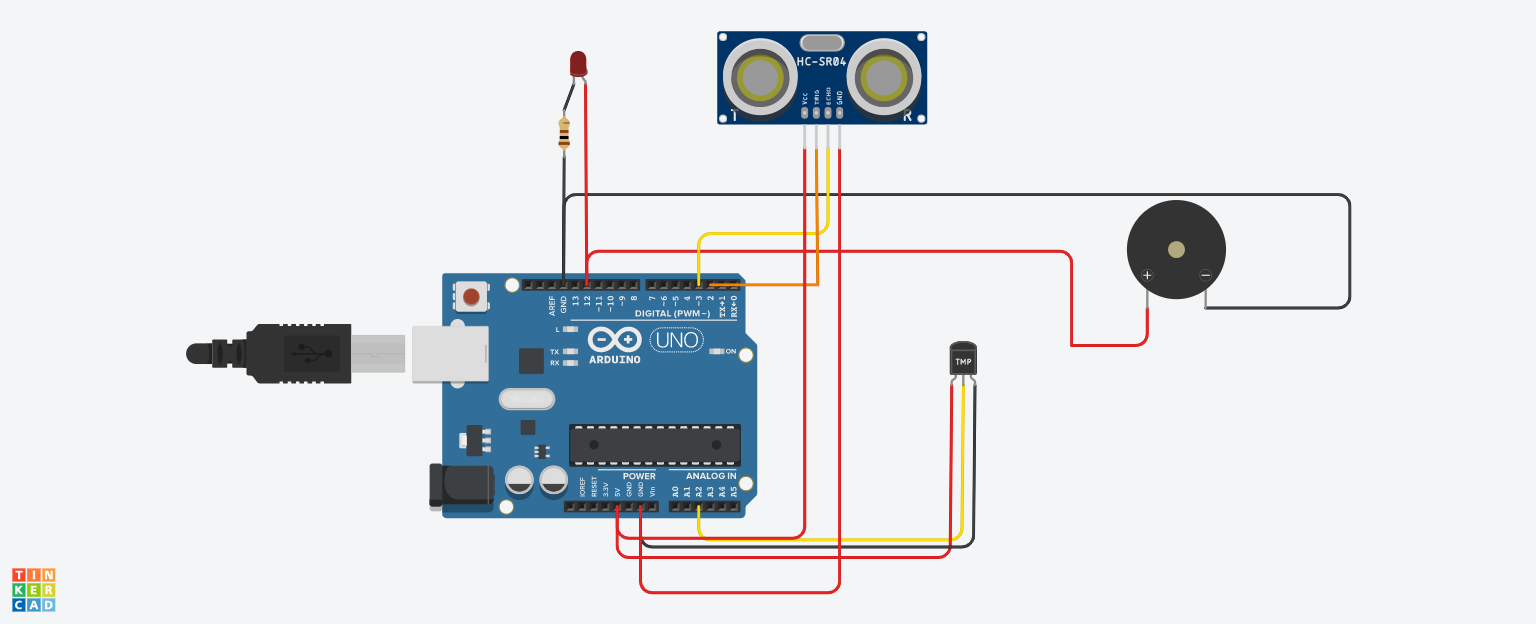 HC-SR04
VCC
TRIG
ECHO
GND
T
R
AREF
GND
13
12
~11
~10
~9
8
7
~6
~5
4
~3
2
TX→1
RX←0
DIGITAL (PWM~)
L
TX
RX
ARDUINO
UNO
ON
TMP
POWER
ANALOG IN
IOREF
RESET
3.3V
5V
GND
GND
Vin
A0
A1
A2
A3
A4
A5
TIN
KER
CAD